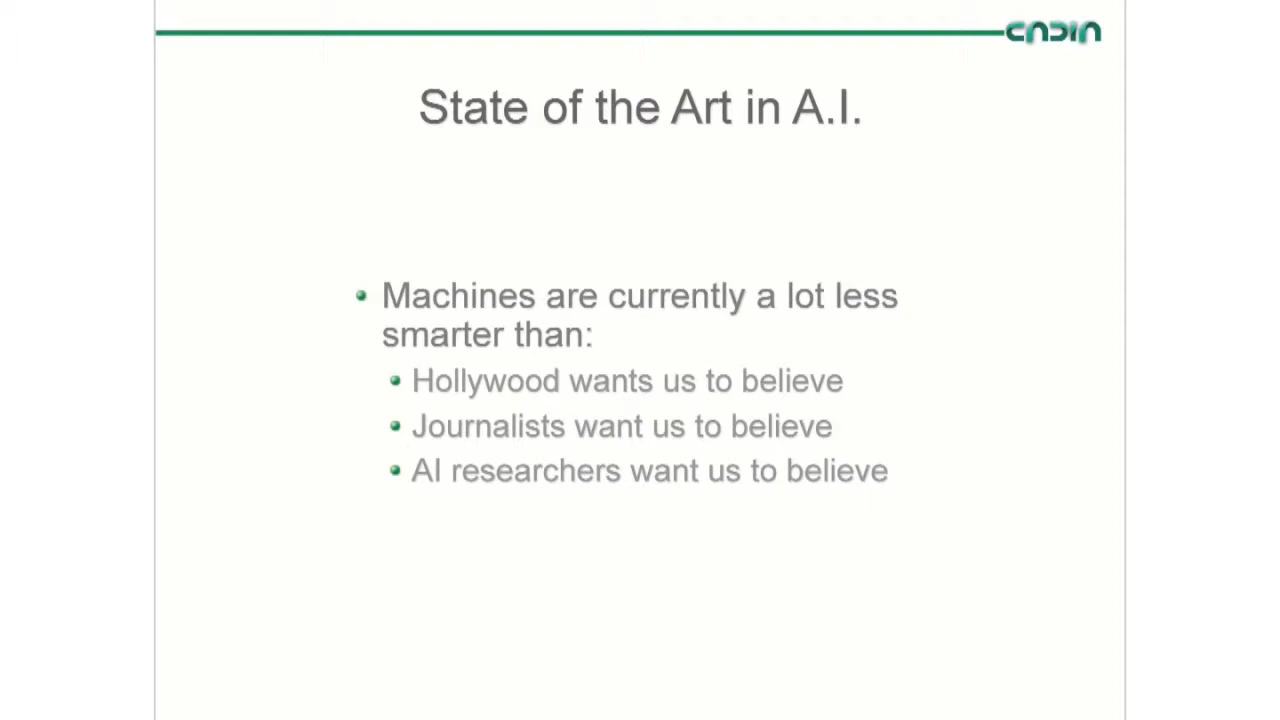 CADIA
State of the Art in A.I.
Machines are currently a lot less
smarter than:
Hollywood wants us to believe
Journalists want us to believe
AI researchers want us to believe